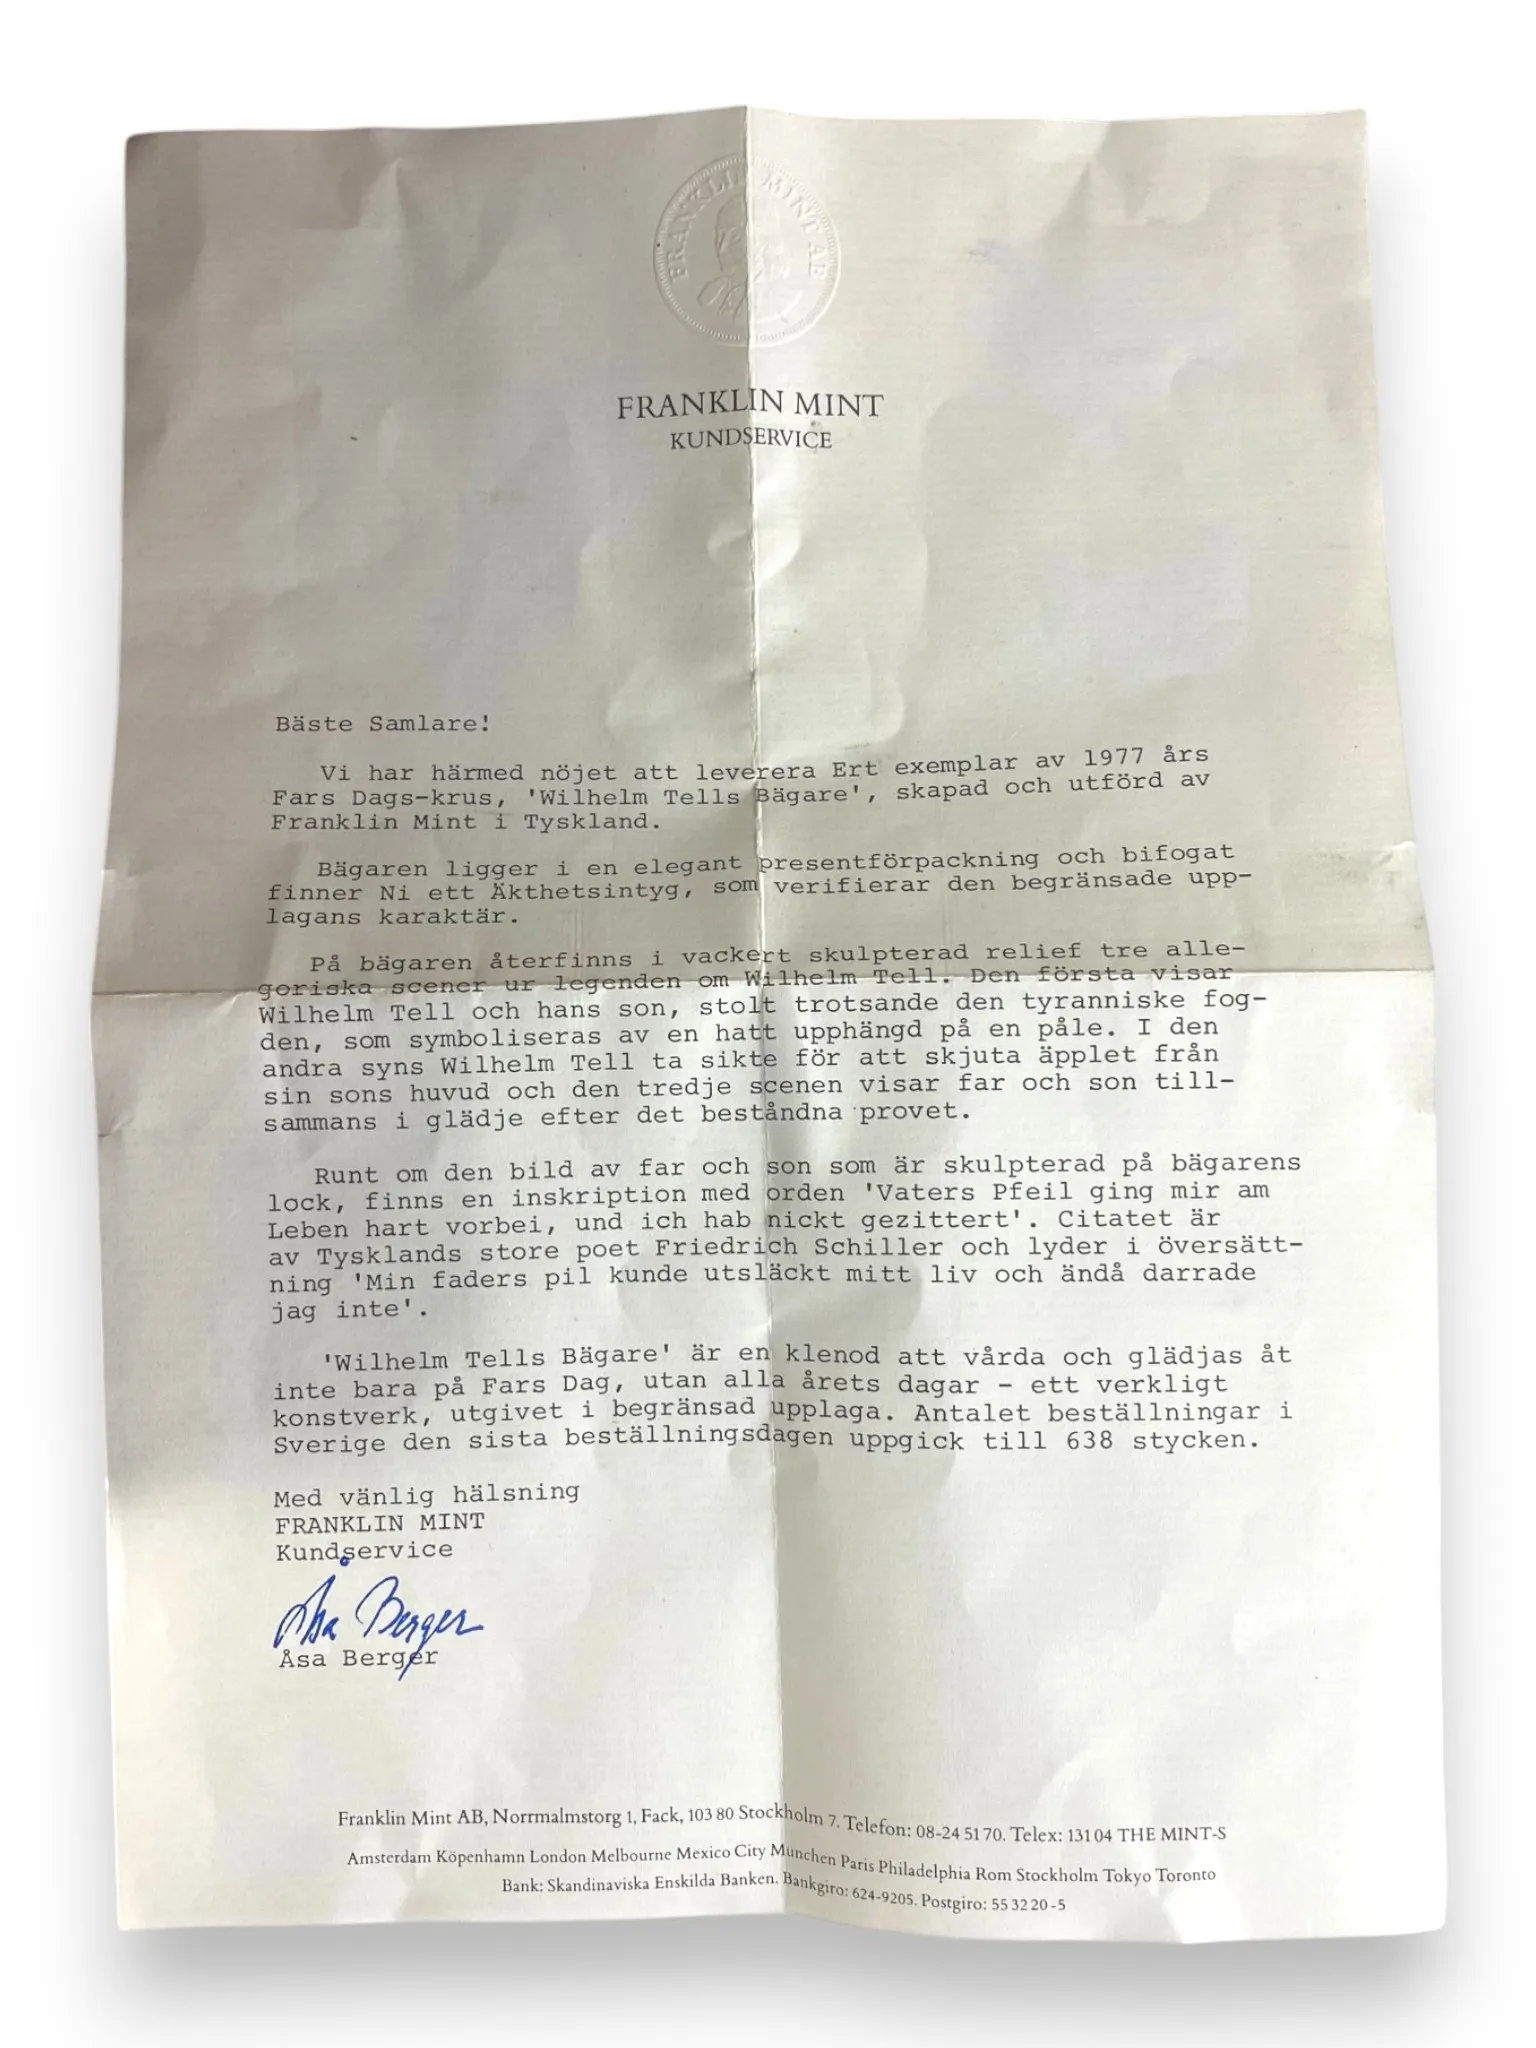 FRANKLIN MINT AB
FRANKLIN MINT
KUNDSERVICE
Bäste Samlare!
Vi har härmed nöjet att leverera Ert exemplar av 1977 års
Fars Dags-krus, 'Wilhelm Tells Bägare', skapad och utförd av
Franklin Mint i Tyskland.
Bägaren ligger i en elegant presentförpackning och bifogat
finner Ni ett Äkthetsintyg, som verifierar den begränsade upp-
lagans karaktär.
På bägaren återfinns i vackert skulpterad relief tre alle-
goriska scener ur legenden om Wilhelm Tell. Den första visar
Wilhelm Tell och hans son, stolt trotsande den tyranniske fog-
den, som symboliseras av en hatt upphängd på en påle. I den
andra syns Wilhelm Tell ta sikte för att skjuta äpplet från
sin sons huvud och den tredje scenen visar far och son till-
sammans i glädje efter det beståndna provet.
Runt om den bild av far och son som är skulpterad på bägarens
lock, finns en inskription med orden 'Vaters Pfeil ging mir am
Leben hart vorbei, und ich hab nickt gezittert'. Citatet är
av Tysklands store poet Friedrich Schiller och lyder i översätt-
ning 'Min faders pil kunde utsläckt mitt liv och ändå darrade
jag inte'.
'Wilhelm Tells Bägare' är en klenod att vårda och glädjas åt
inte bara på Fars Dag, utan alla årets dagar - ett verkligt
konstverk, utgivet i begränsad upplaga. Antalet beställningar i
Sverige den sista beställningsdagen uppgick till 638 stycken.
Med vänlig hälsning
FRANKLIN MINT
Kundservice
Åsa Berger
Åsa Berger
Franklin Mint AB, Norrmalmstorg 1, Fack, 103 80 Stockholm 7. Telefon: 08-24 51 70. Telex: 131 04 THE MINT-S
Amsterdam Köpenhamn London Melbourne Mexico City München Paris Philadelphia Rom Stockholm Tokyo Toronto
Bank: Skandinaviska Enskilda Banken. Bankgiro: 624-9205. Postgiro: 55 32 20-5